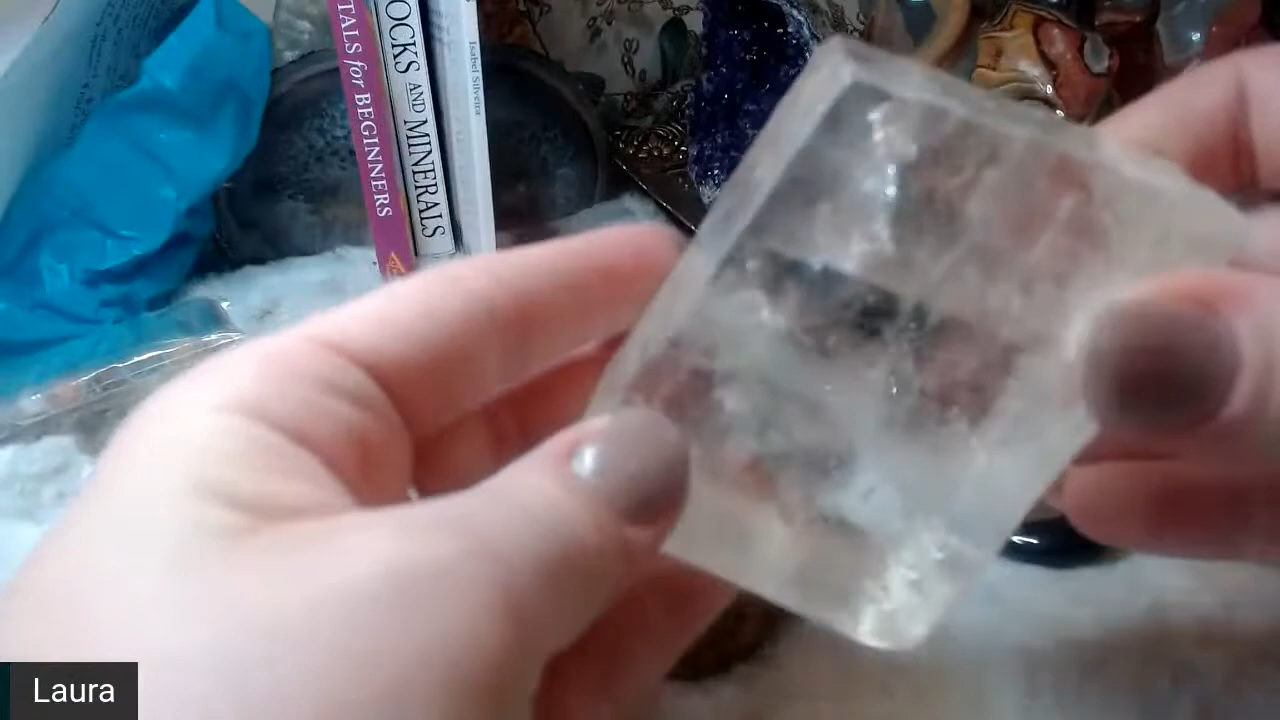 TALS for BEGINNERS
OCKS AND MINERALS
Isabel Silveira
Laura